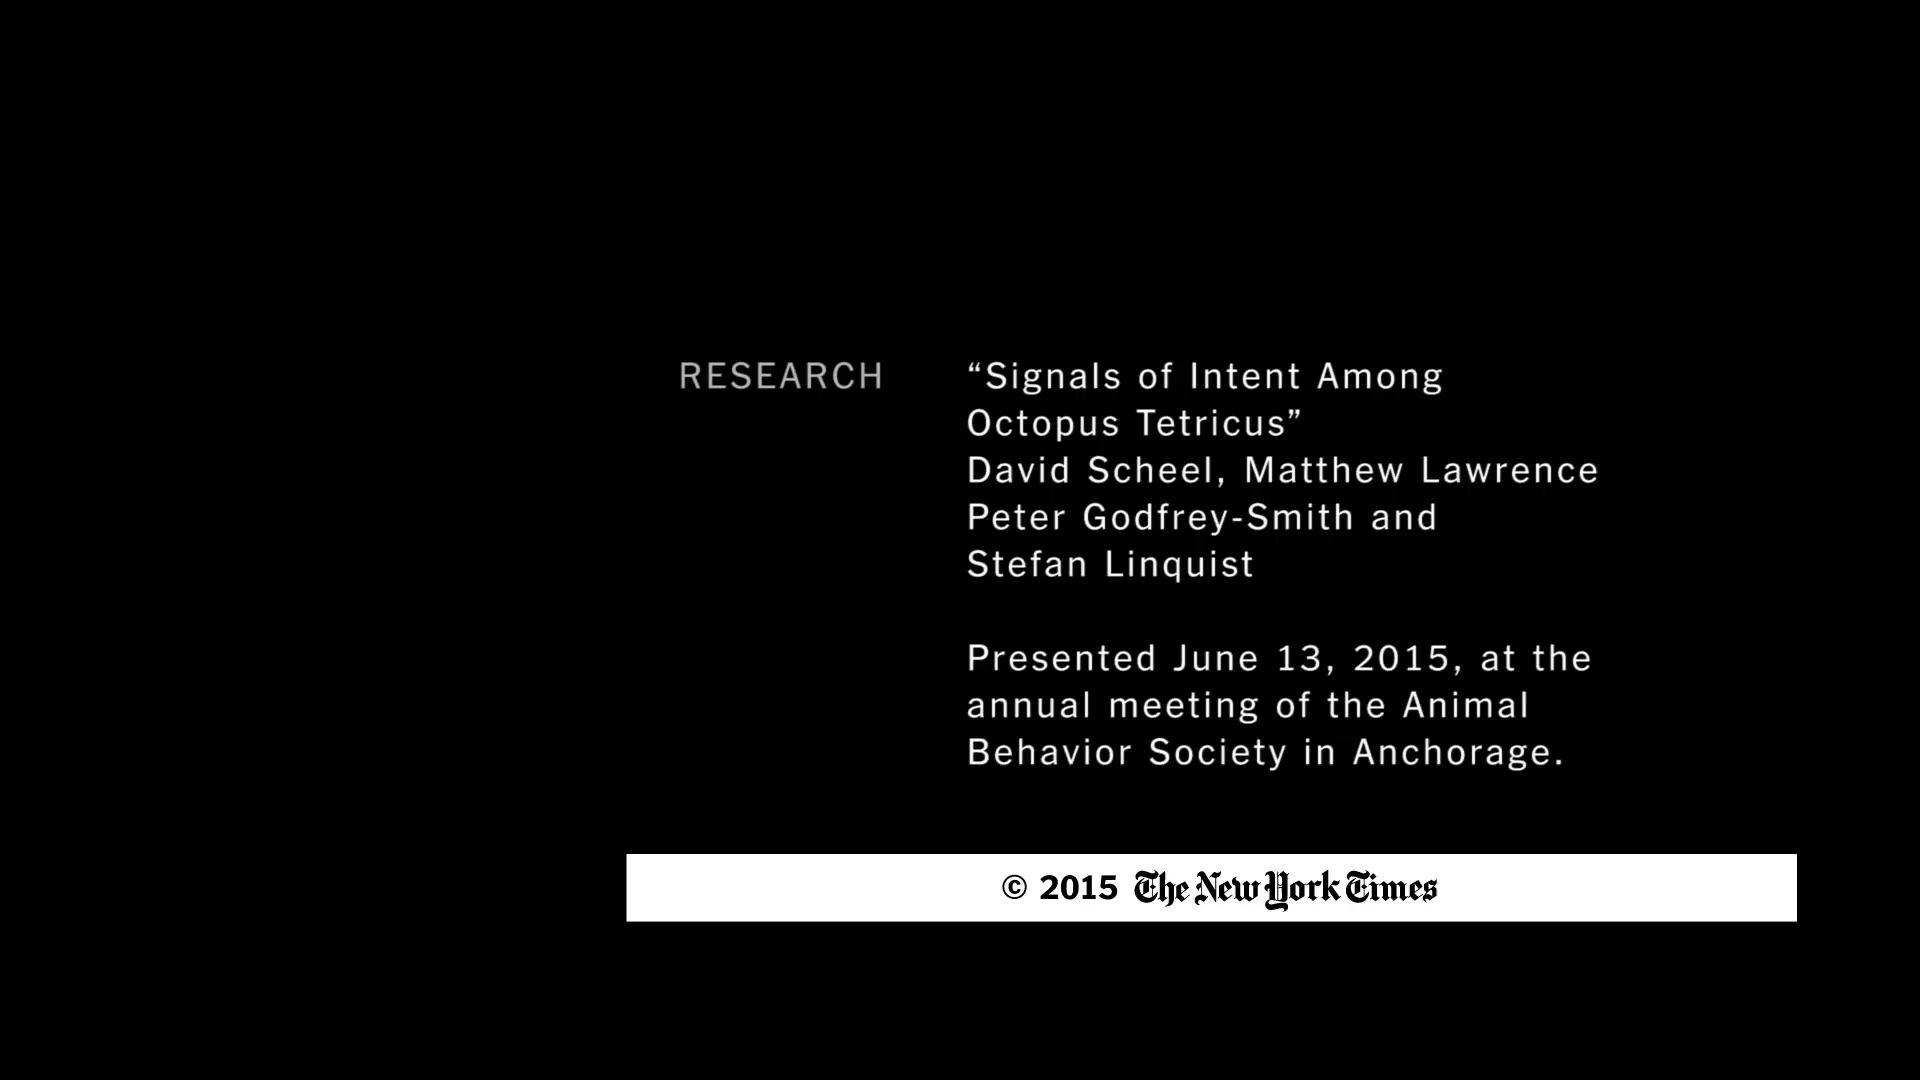 RESEARCH
“Signals of Intent Among
Octopus Tetricus”
David Scheel, Matthew Lawrence
Peter Godfrey-Smith and
Stefan Linquist
Presented June 13, 2015, at the
annual meeting of the Animal
Behavior Society in Anchorage.
© 2015 The New York Times